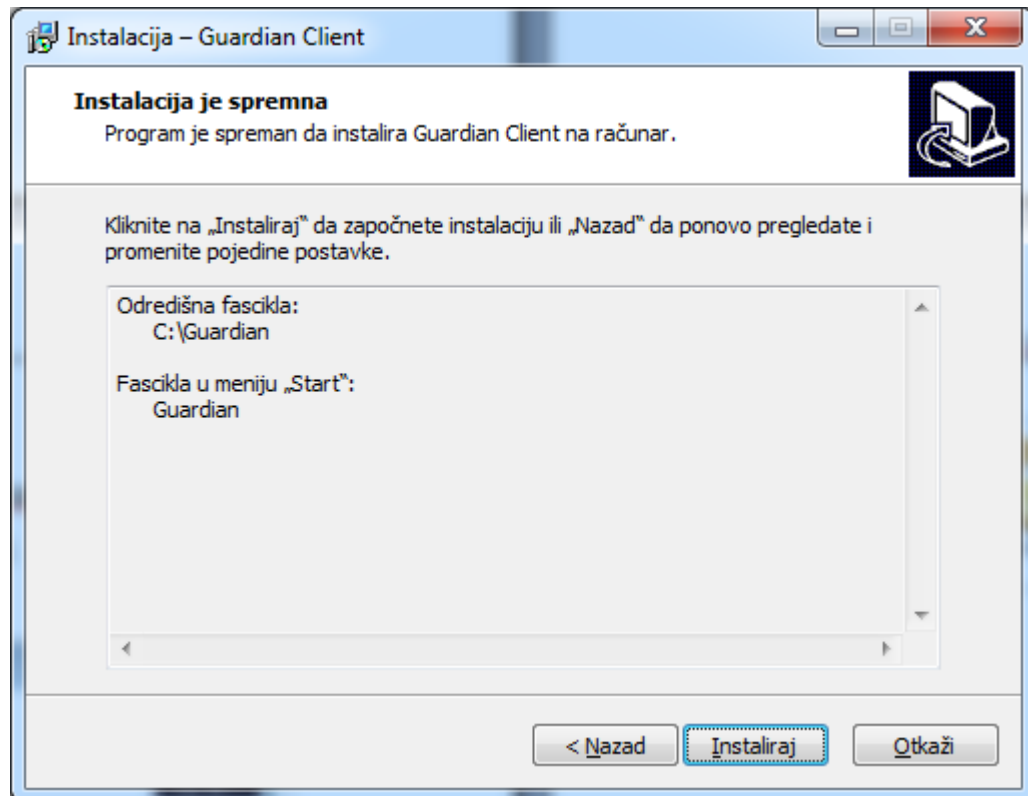 Instalacija – Guardian Client
Instalacija je spremna
Program je spreman da instalira Guardian Client na računar.
Kliknite na „Instaliraj“ da započnete instalaciju ili „Nazad“ da ponovo pregledate i
promenite pojedine postavke.
Odredišna fascikla:
C:\Guardian
Fascikla u meniju „Start“:
Guardian
< Nazad
Instaliraj
Otkaži